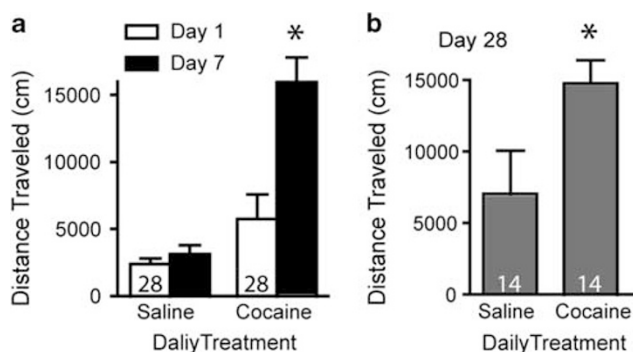 a
Day 1
Day 7
*
Distance Traveled (cm)
15000
10000
5000
0
28
28
Saline
Cocaine
DaliyTreatment
b
Day 28
*
Distance Traveled (cm)
15000
10000
5000
0
14
14
Saline
Cocaine
DailyTreatment